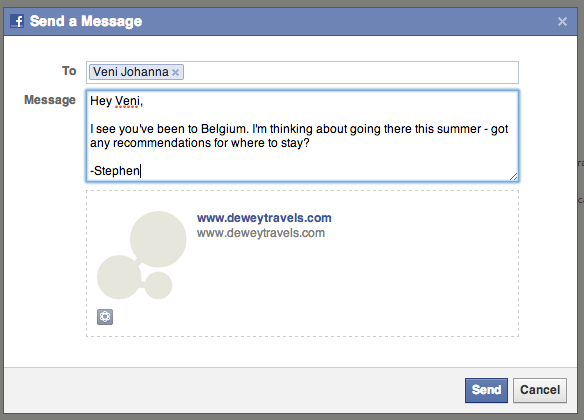 f Send a Message
To Veni Johanna
Message Hey Veni,
I see you've been to Belgium. I'm thinking about going there this summer - got
any recommendations for where to stay?
-Stephen
www.deweytravels.com
www.deweytravels.com
Send Cancel